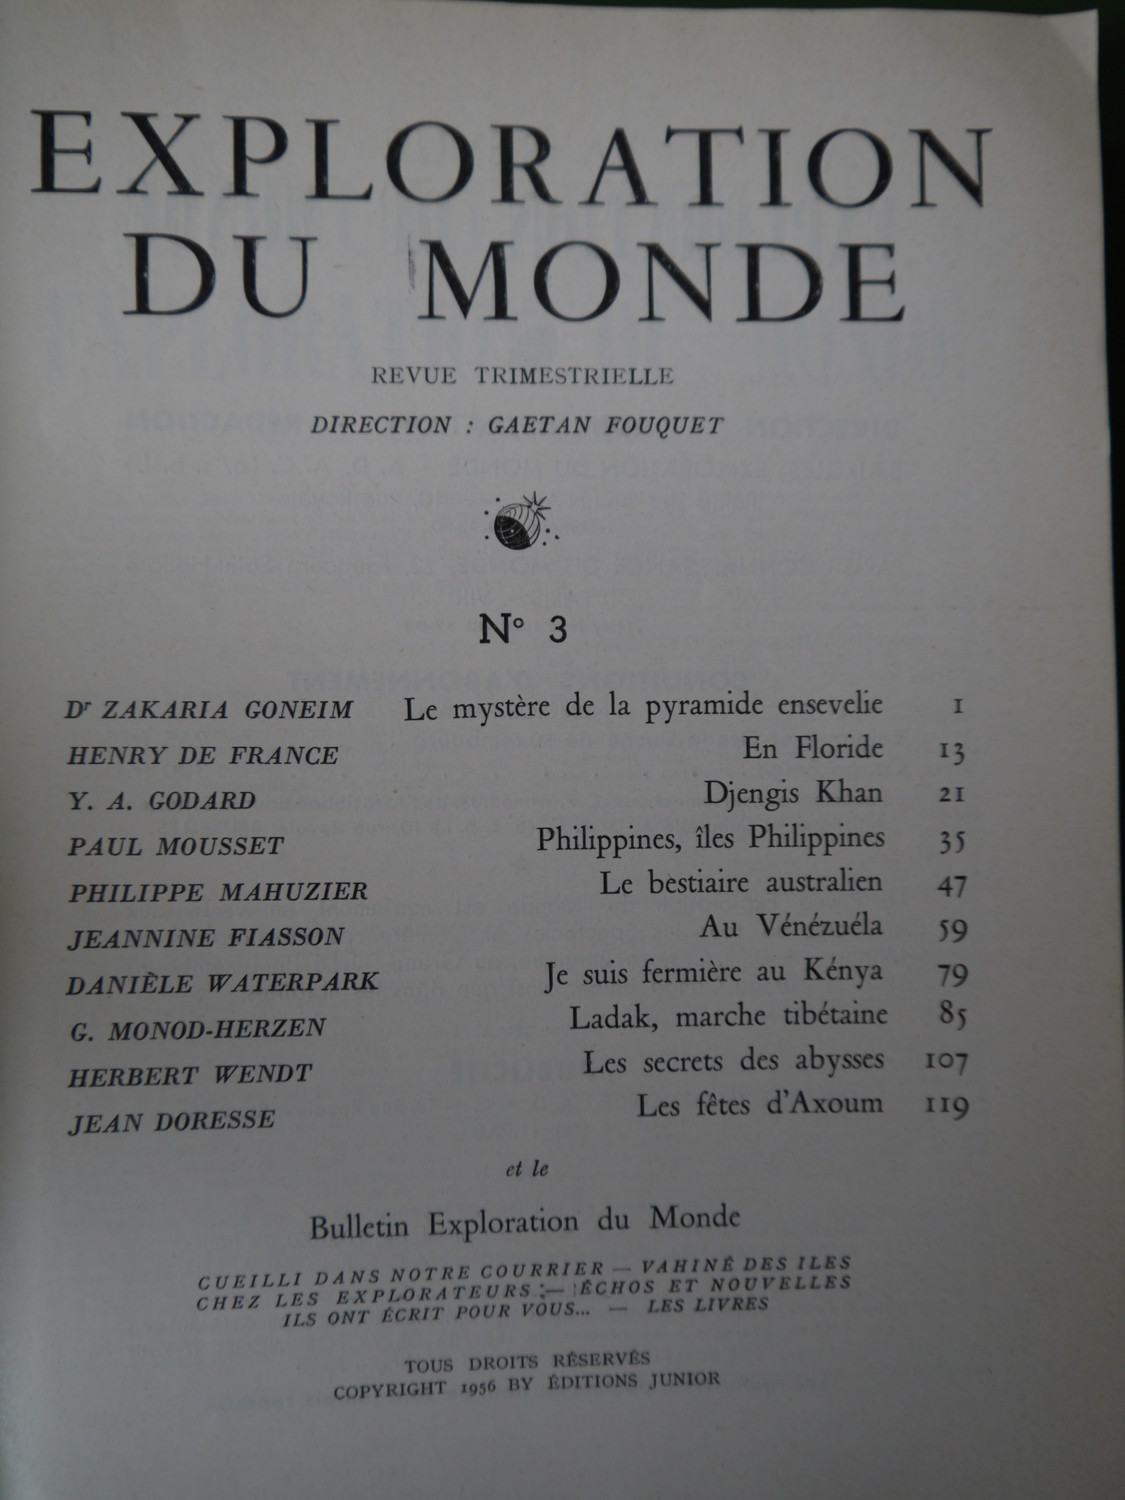 EXPLORATION
DU MONDE
REVUE TRIMESTRIELLE
DIRECTION : GAETAN FOUQUET
N° 3
Dr ZAKARIA GONEIM Le mystère de la pyramide ensevelie 1
HENRY DE FRANCE En Floride 13
Y. A. GODARD Djengis Khan 21
PAUL MOUSSET Philippines, îles Philippines 35
PHILIPPE MAHUZIER Le bestiaire australien 47
JEANNINE FIASSON Au Vénézuéla 59
DANIÈLE WATERPARK Je suis fermière au Kénya 79
G. MONOD-HERZEN Ladak, marche tibétaine 85
HERBERT WENDT Les secrets des abysses 107
JEAN DORESSE Les fêtes d'Axoum 119
et le
Bulletin Exploration du Monde
CUEILLI DANS NOTRE COURRIER — VAHINÉ DES ILES
CHEZ LES EXPLORATEURS — ÉCHOS ET NOUVELLES
ILS ONT ÉCRIT POUR VOUS... — LES LIVRES
TOUS DROITS RÉSERVÉS
COPYRIGHT 1956 BY ÉDITIONS JUNIOR